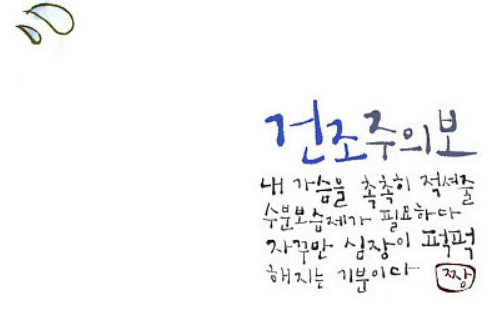 건조주의보
내 가슴을 촉촉히 적셔줄
수분보습제가 필요하다
자꾸만 심장이 퍽퍽
해지는 기분이다 짱